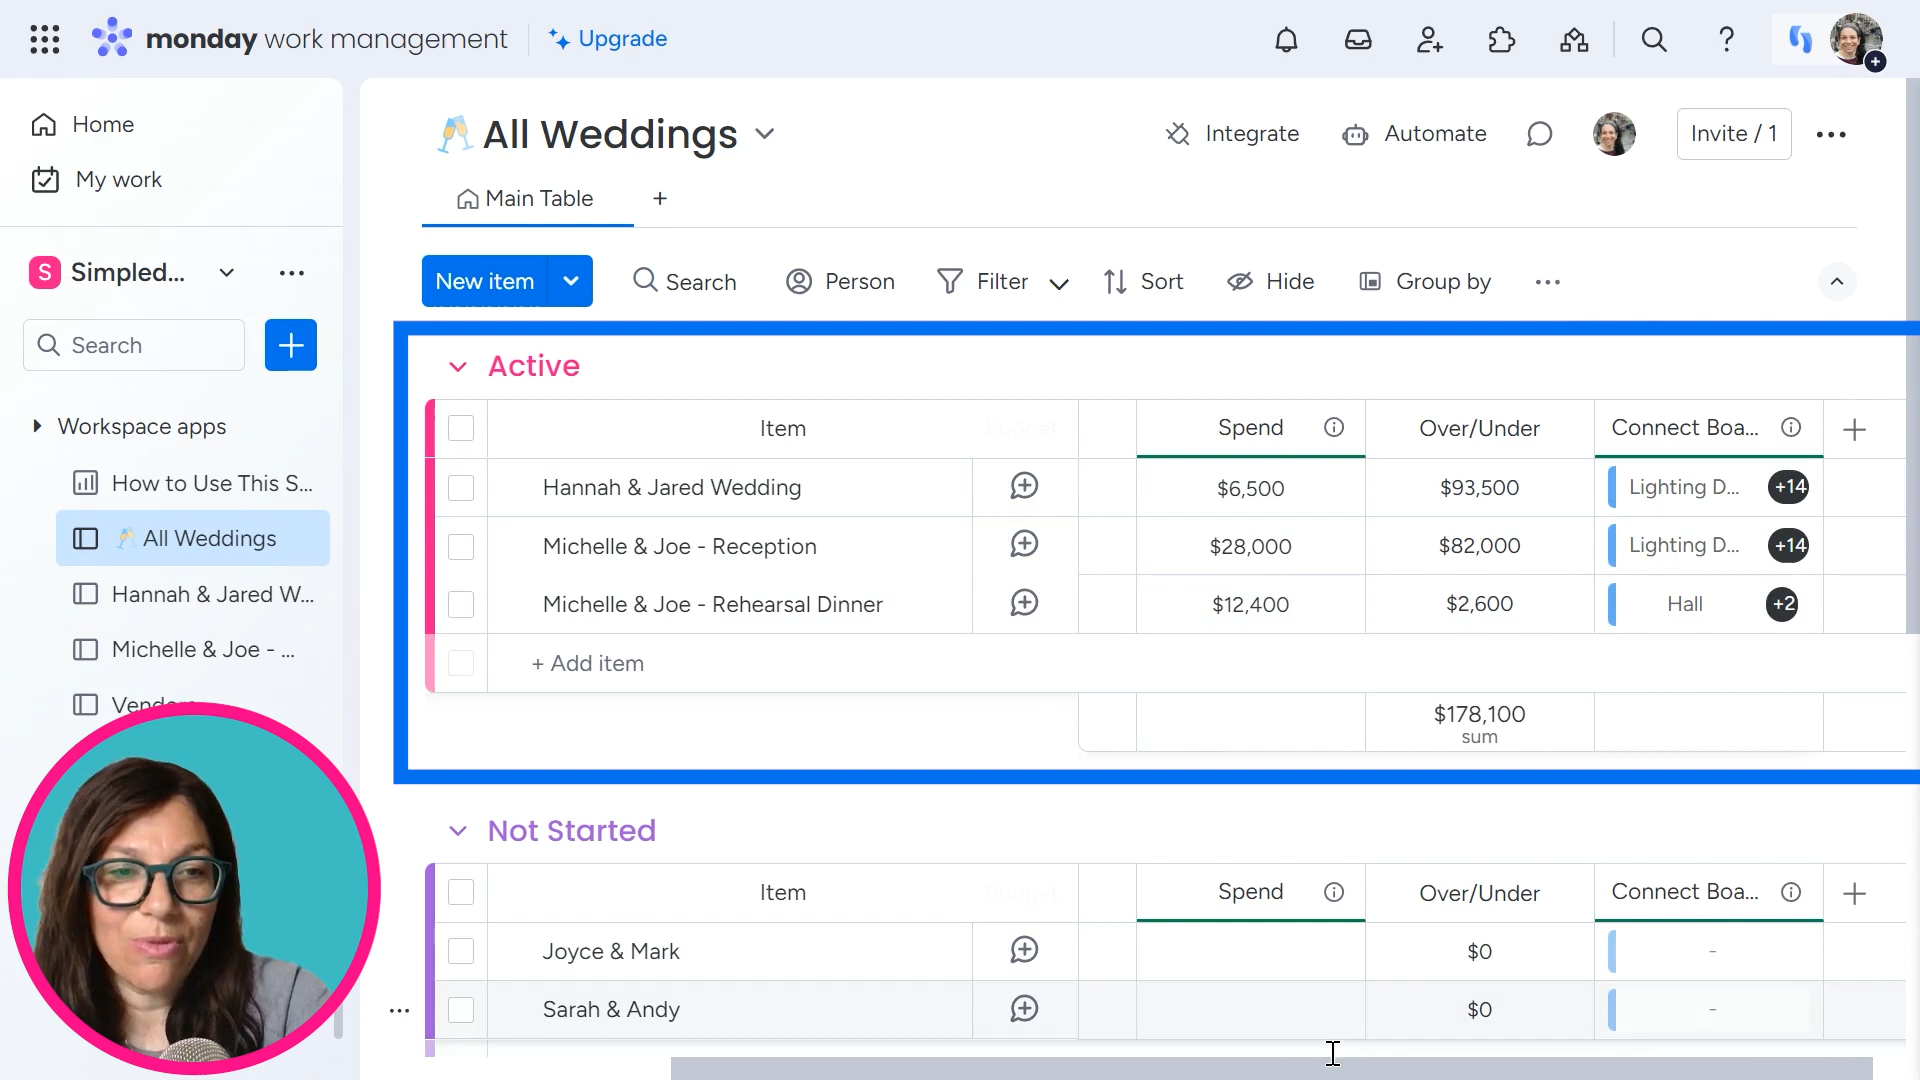 monday work management
Upgrade
Home
My work
S Simpled...
Search
Workspace apps
How to Use This S...
All Weddings
Hannah & Jared W...
Michelle & Joe - ...
All Weddings
Integrate
Automate
Invite / 1
Main Table
+
New item
Search
Person
Filter
Sort
Hide
Group by
Active
Item Budget Spend Over/Under Connect Boa...
Hannah & Jared Wedding $6,500 $93,500 Lighting D... +14
Michelle & Joe - Reception $28,000 $82,000 Lighting D... +14
Michelle & Joe - Rehearsal Dinner $12,400 $2,600 Hall +2
+ Add item
$178,100
sum
Not Started
Item Budget Spend Over/Under Connect Boa...
Joyce & Mark $0 -
Sarah & Andy $0 -